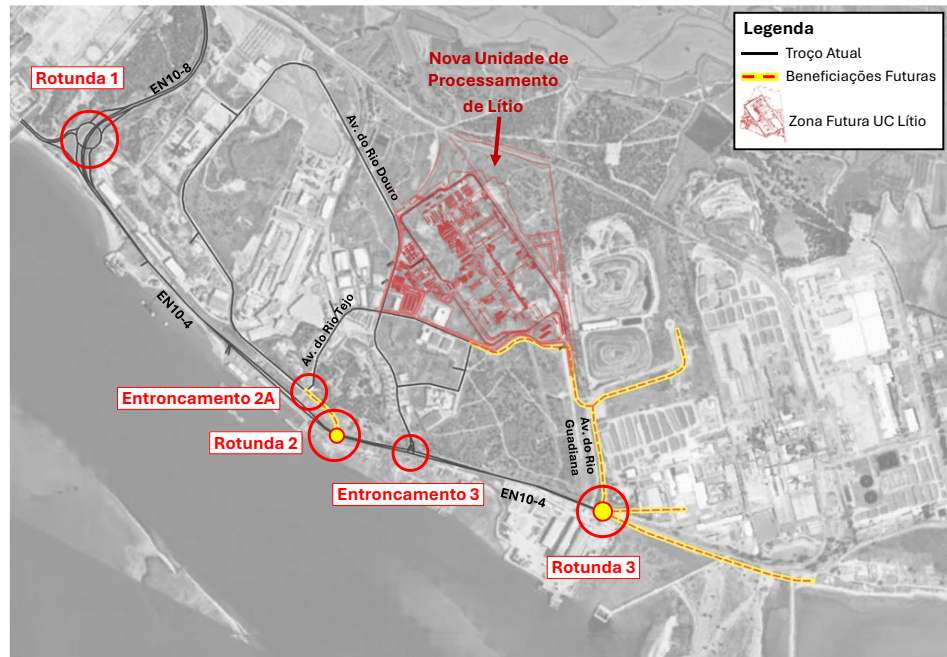 Legenda
Troço Atual
Beneficiações Futuras
Zona Futura UC Lítio
Nova Unidade de
Processamento
de Lítio
Rotunda 1
EN10-8
Av. do Rio Douro
EN10-4
Av. do Rio Tejo
Entroncamento 2A
Rotunda 2
Entroncamento 3
EN10-4
Av. do Rio
Guadiana
Rotunda 3